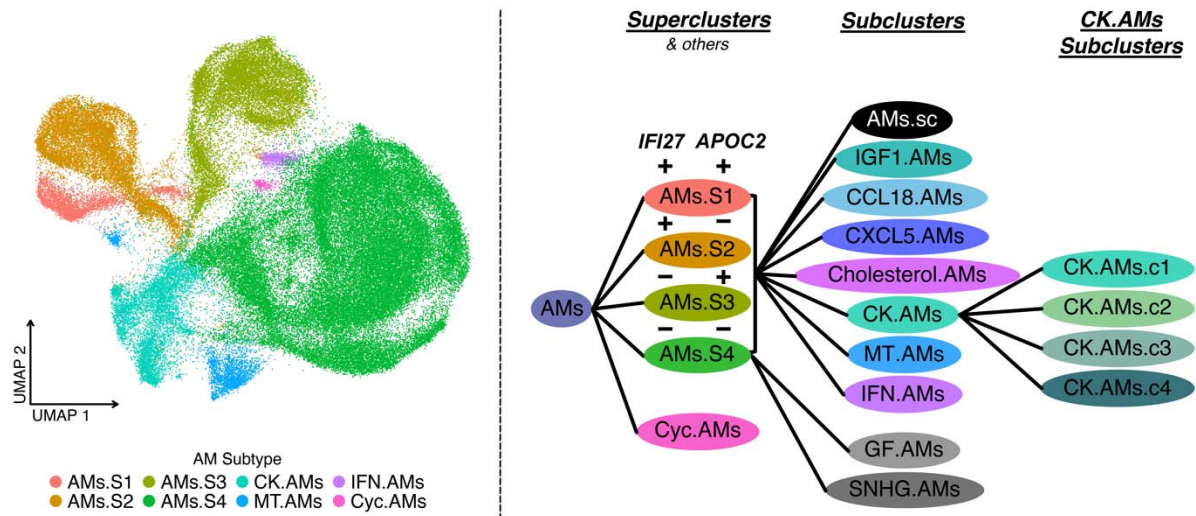 UMAP 2
UMAP 1
AM Subtype
AMs.S1 AMs.S3 CK.AMs IFN.AMs
AMs.S2 AMs.S4 MT.AMs Cyc.AMs
Superclusters
& others
Subclusters
CK.AMs
Subclusters
IFI27 APOC2
+ +
AMs.S1
+ −
AMs.S2
− +
AMs.S3
− −
AMs.S4
AMs
Cyc.AMs
AMs.sc
IGF1.AMs
CCL18.AMs
CXCL5.AMs
Cholesterol.AMs
CK.AMs
MT.AMs
IFN.AMs
GF.AMs
SNHG.AMs
CK.AMs.c1
CK.AMs.c2
CK.AMs.c3
CK.AMs.c4